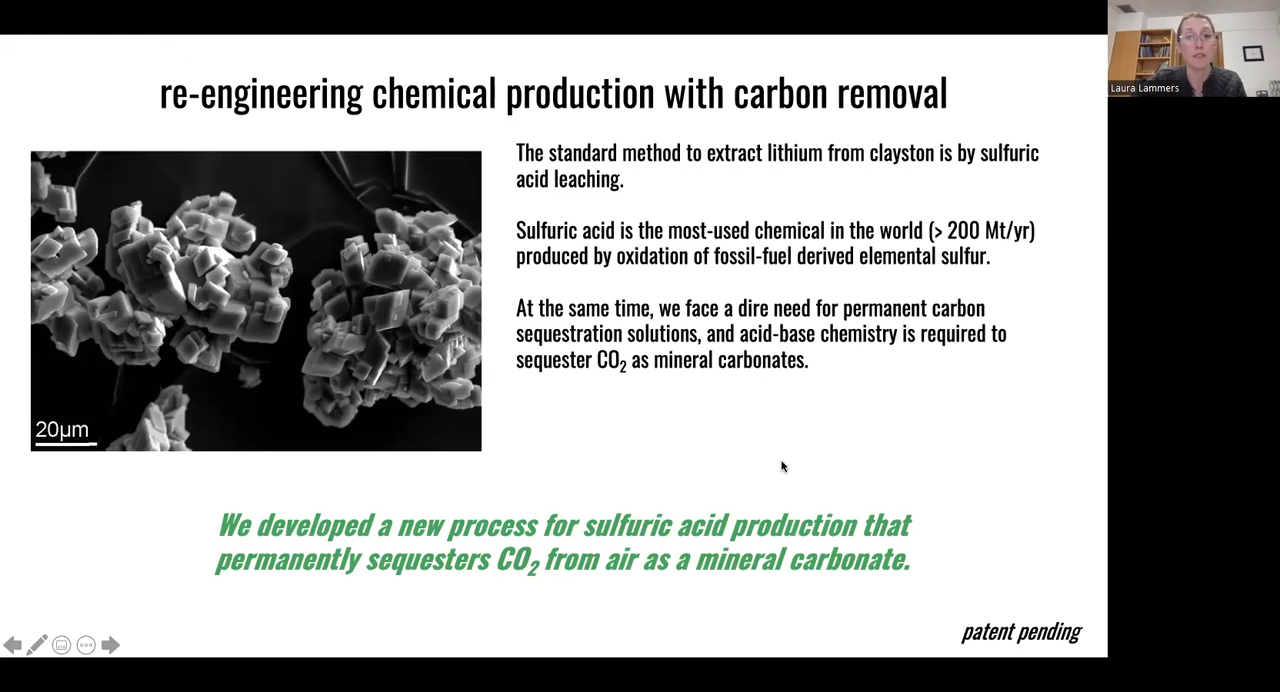 re-engineering chemical production with carbon removal
Laura Lammers
The standard method to extract lithium from clayston is by sulfuric
acid leaching.
Sulfuric acid is the most-used chemical in the world (> 200 Mt/yr)
produced by oxidation of fossil-fuel derived elemental sulfur.
At the same time, we face a dire need for permanent carbon
sequestration solutions, and acid-base chemistry is required to
sequester CO₂ as mineral carbonates.
20µm
We developed a new process for sulfuric acid production that
permanently sequesters CO₂ from air as a mineral carbonate.
patent pending